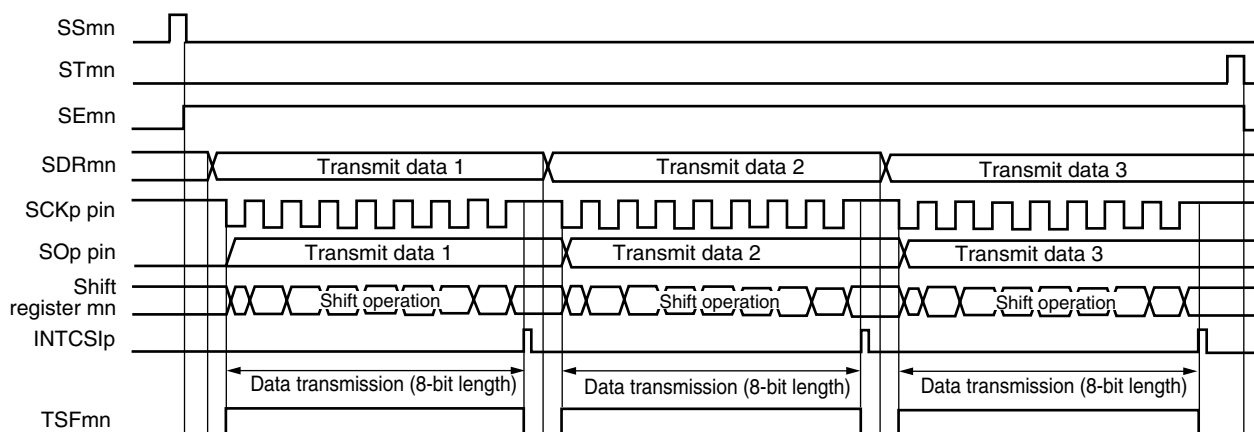 SSmn
STmn
SEmn
SDRmn Transmit data 1 Transmit data 2 Transmit data 3
SCKp pin
SOp pin Transmit data 1 Transmit data 2 Transmit data 3
Shift
register mn Shift operation Shift operation Shift operation
INTCSIp
Data transmission (8-bit length) Data transmission (8-bit length) Data transmission (8-bit length)
TSFmn